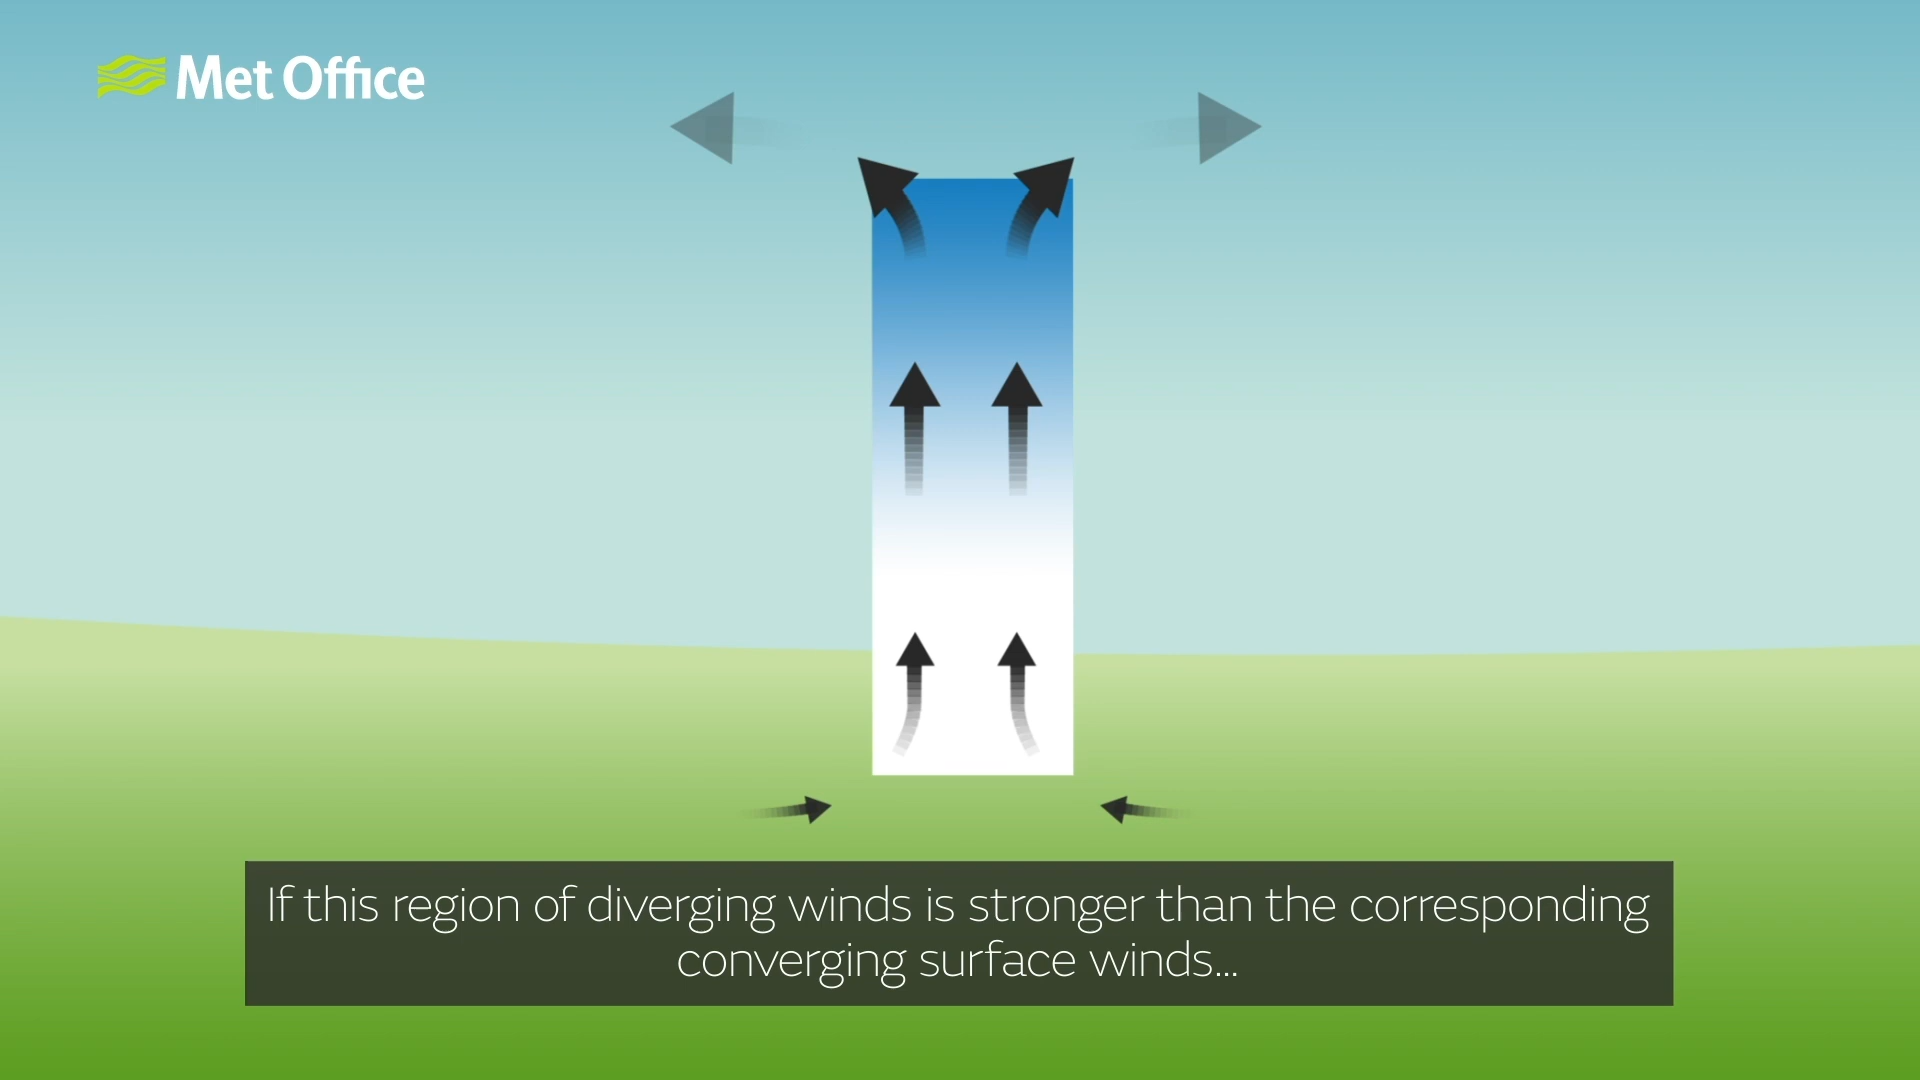 Met Office
If this region of diverging winds is stronger than the corresponding
converging surface winds...